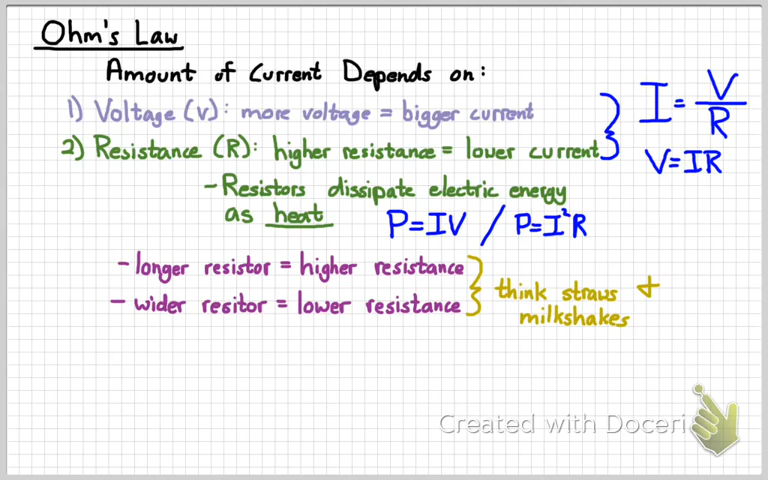 Ohm's Law
Amount of Current Depends on:
1) Voltage (V): more voltage = bigger current
2) Resistance (R): higher resistance = lower current
I = V/R
V=IR
- Resistors dissipate electric energy
as heat
P=IV / P=I²R
- longer resistor = higher resistance
- wider resitor = lower resistance
think straws +
milkshakes
Created with Doceri